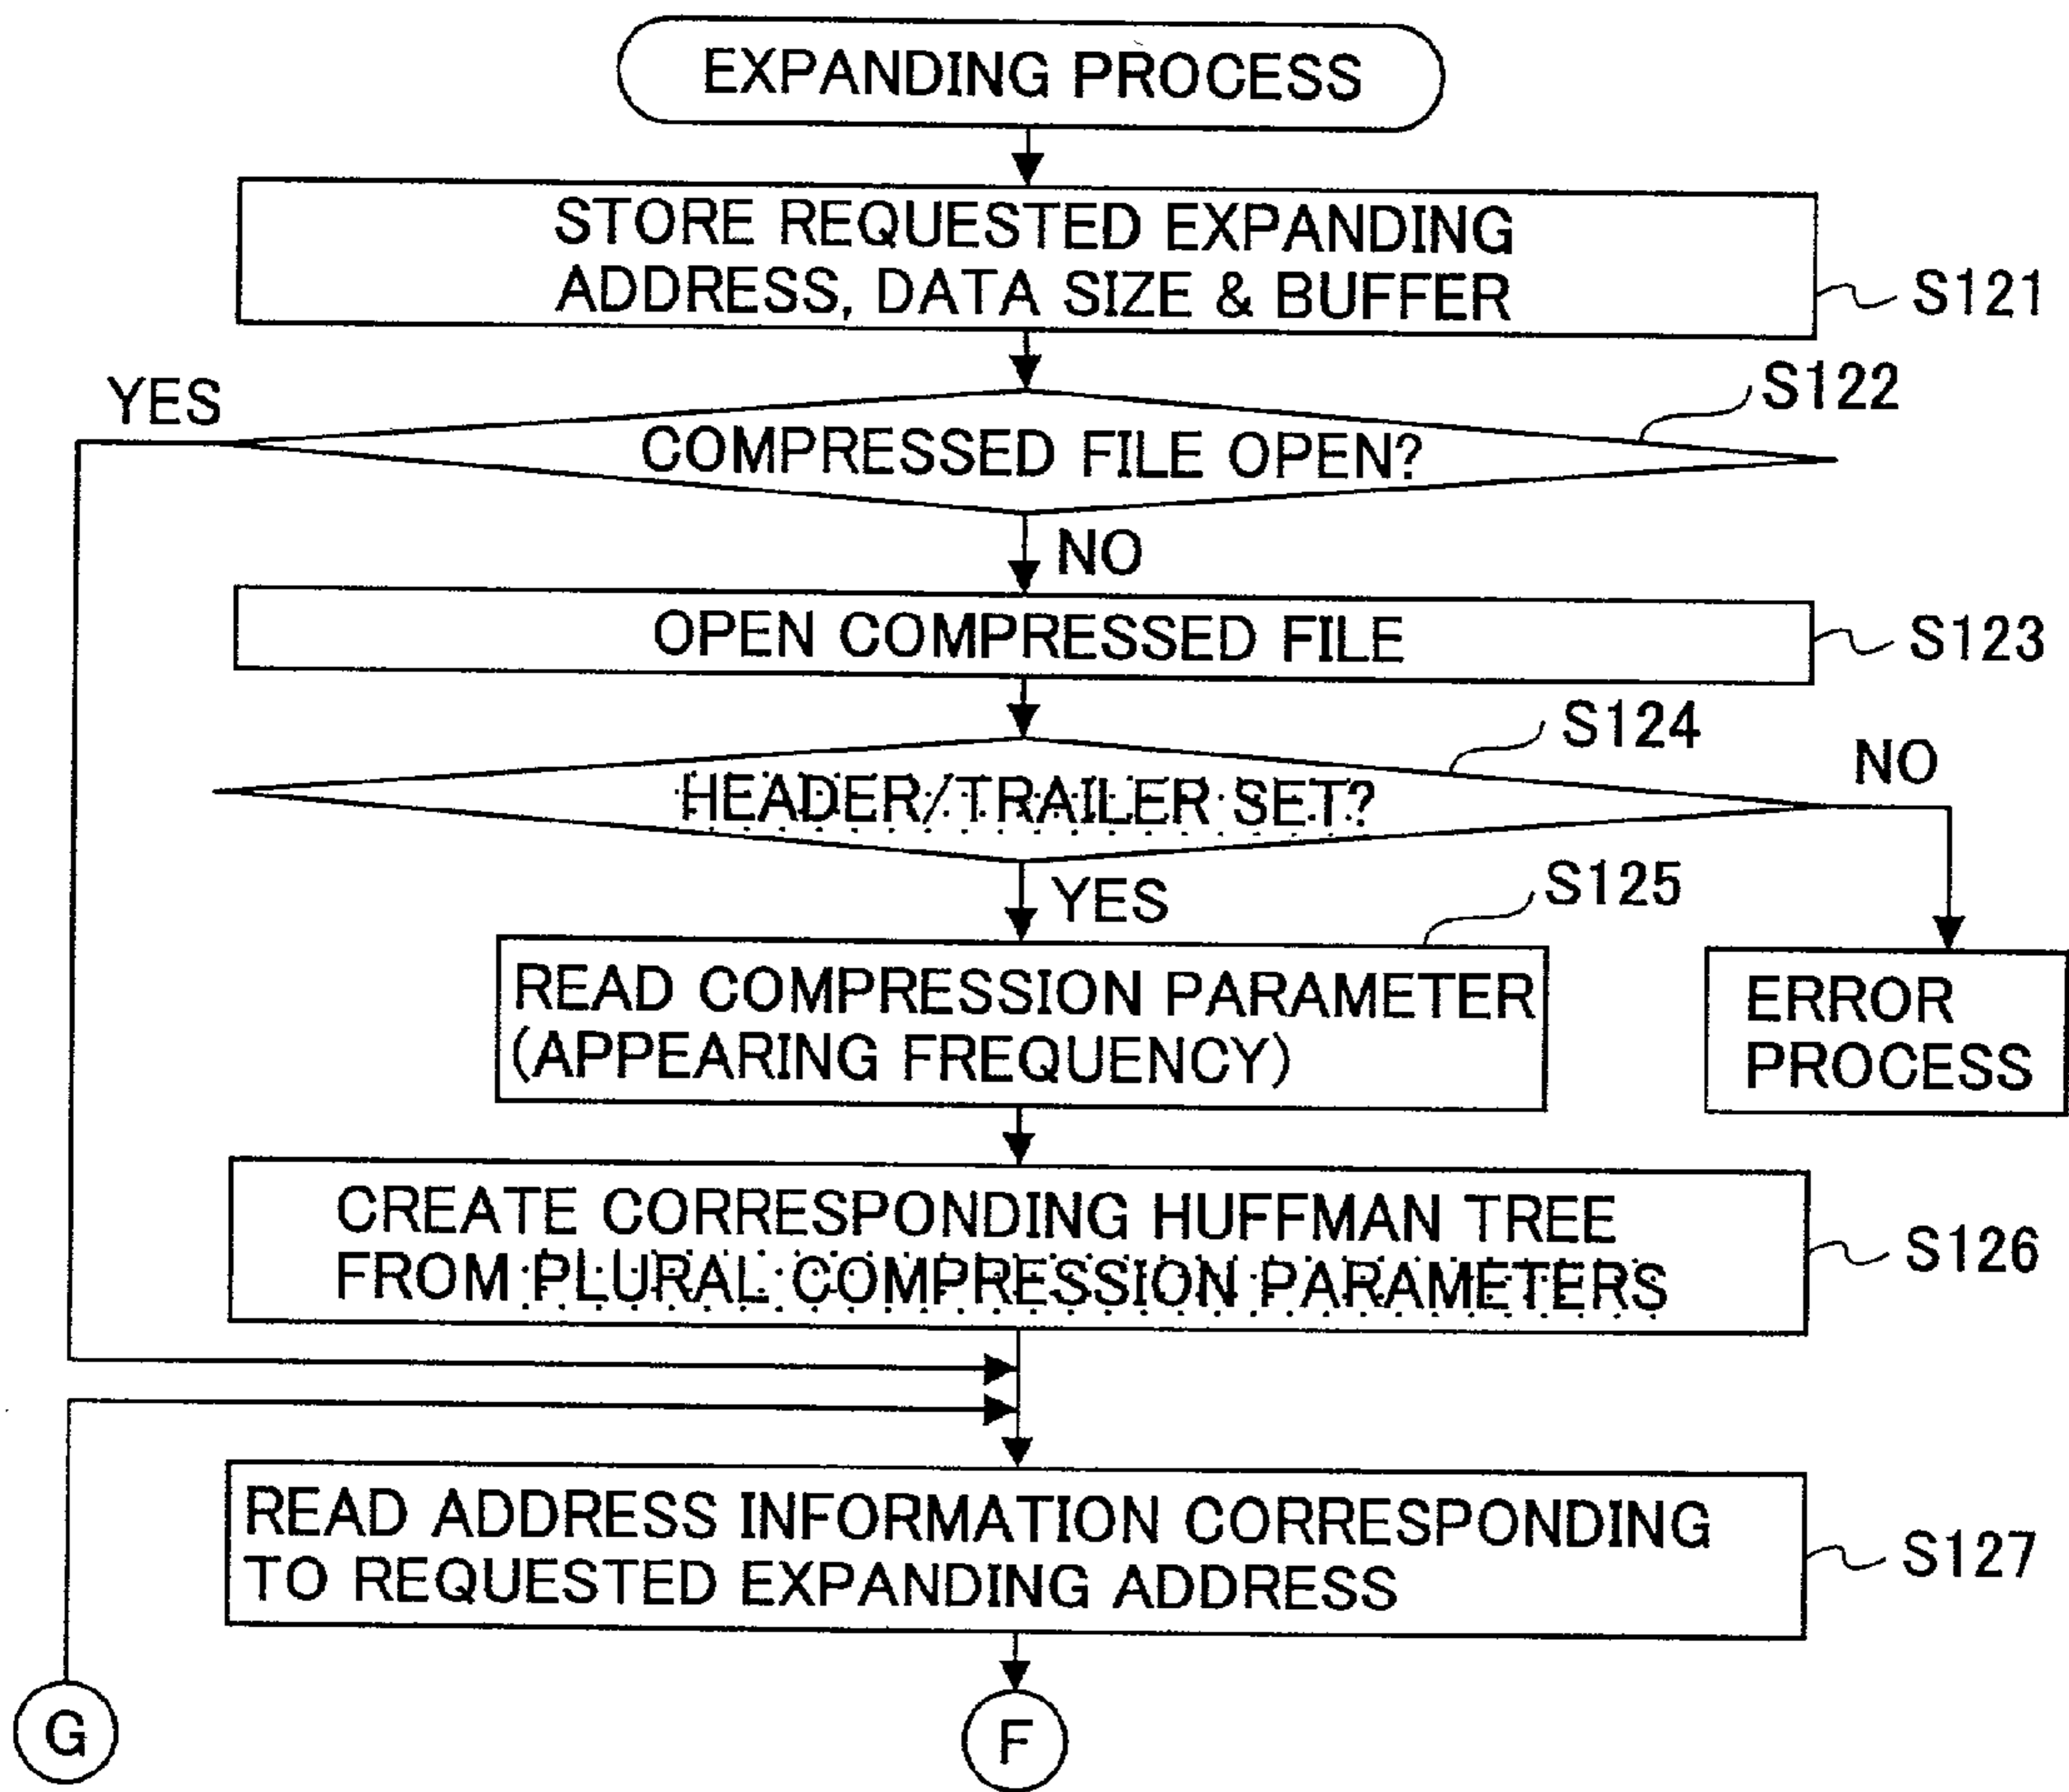 EXPANDING PROCESS
STORE REQUESTED EXPANDING
ADDRESS, DATA SIZE & BUFFER
S121
YES
S122
COMPRESSED FILE OPEN?
NO
OPEN COMPRESSED FILE
S123
S124
NO
HEADER/TRAILER SET?
YES
S125
READ COMPRESSION PARAMETER
(APPEARING FREQUENCY)
ERROR
PROCESS
CREATE CORRESPONDING HUFFMAN TREE
FROM PLURAL COMPRESSION PARAMETERS
S126
READ ADDRESS INFORMATION CORRESPONDING
TO REQUESTED EXPANDING ADDRESS
S127
G
F